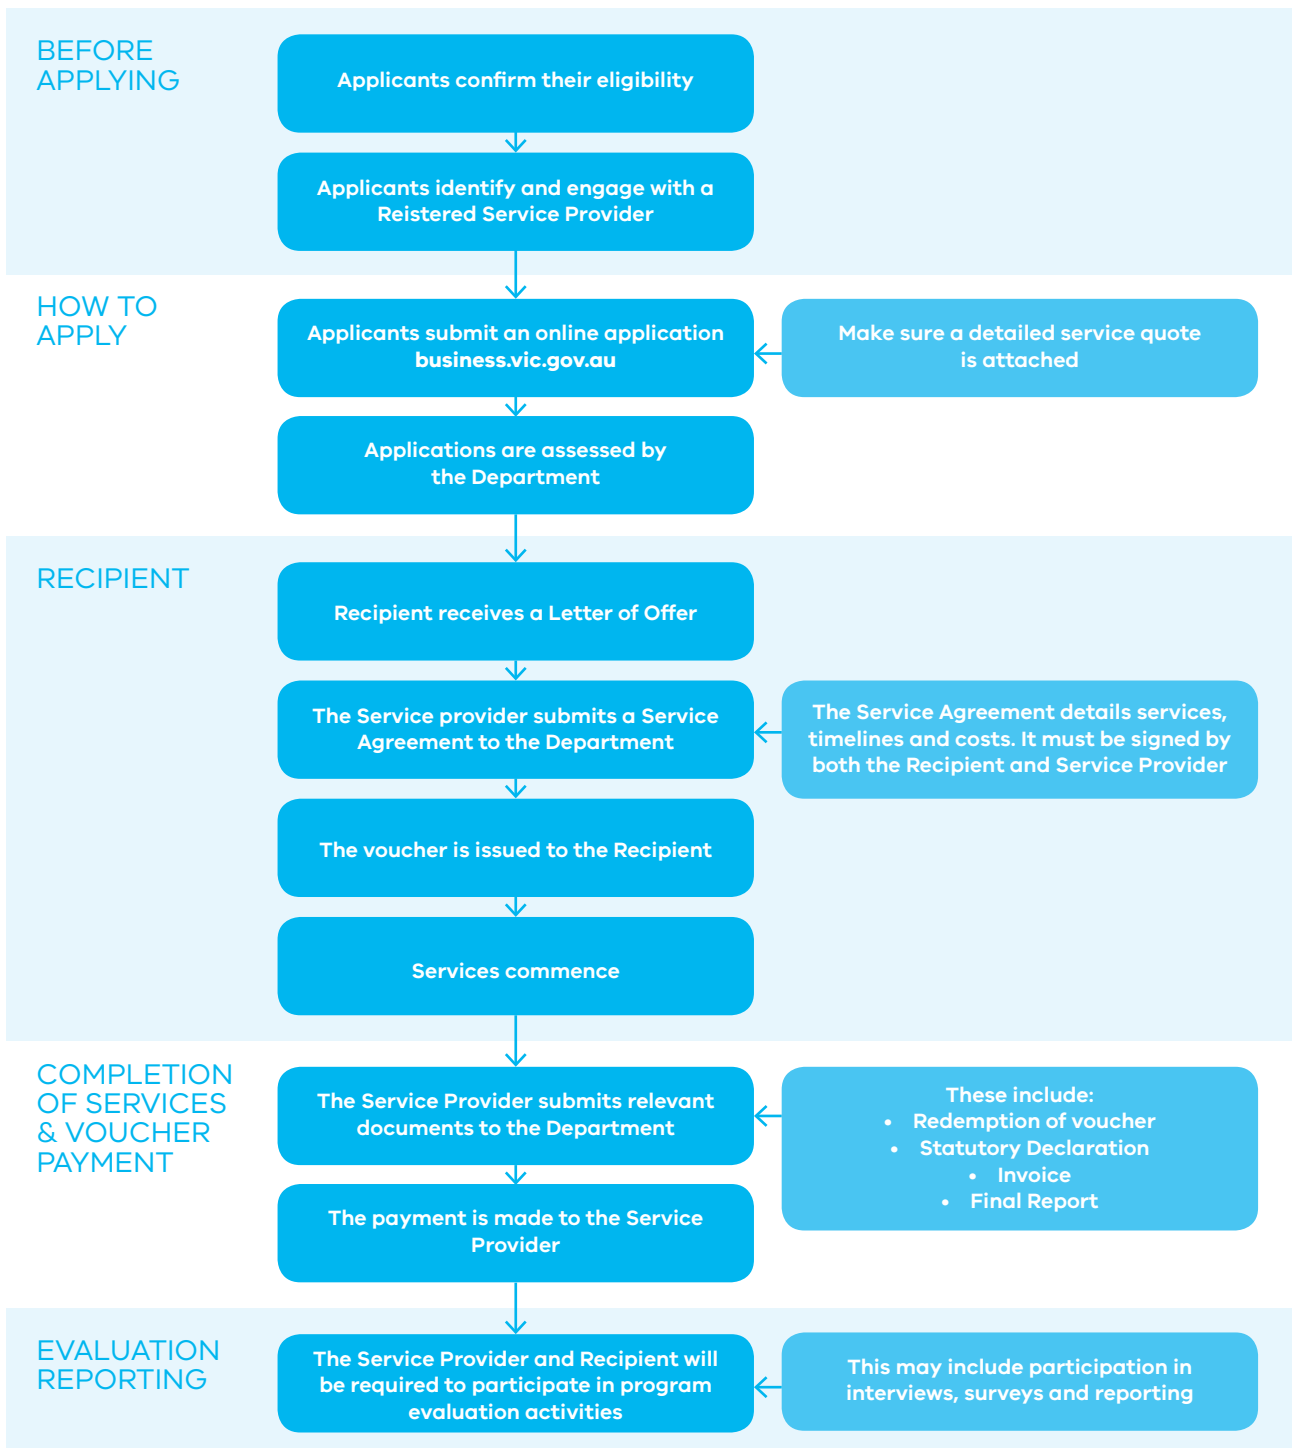 BEFORE
APPLYING
Applicants confirm their eligibility
Applicants identify and engage with a
Reistered Service Provider
HOW TO
APPLY
Applicants submit an online application
business.vic.gov.au
Make sure a detailed service quote
is attached
Applications are assessed by
the Department
RECIPIENT
Recipient receives a Letter of Offer
The Service provider submits a Service
Agreement to the Department
The Service Agreement details services,
timelines and costs. It must be signed by
both the Recipient and Service Provider
The voucher is issued to the Recipient
Services commence
COMPLETION
OF SERVICES
& VOUCHER
PAYMENT
The Service Provider submits relevant
documents to the Department
These include:
• Redemption of voucher
• Statutory Declaration
• Invoice
• Final Report
The payment is made to the Service
Provider
EVALUATION
REPORTING
The Service Provider and Recipient will
be required to participate in program
evaluation activities
This may include participation in
interviews, surveys and reporting